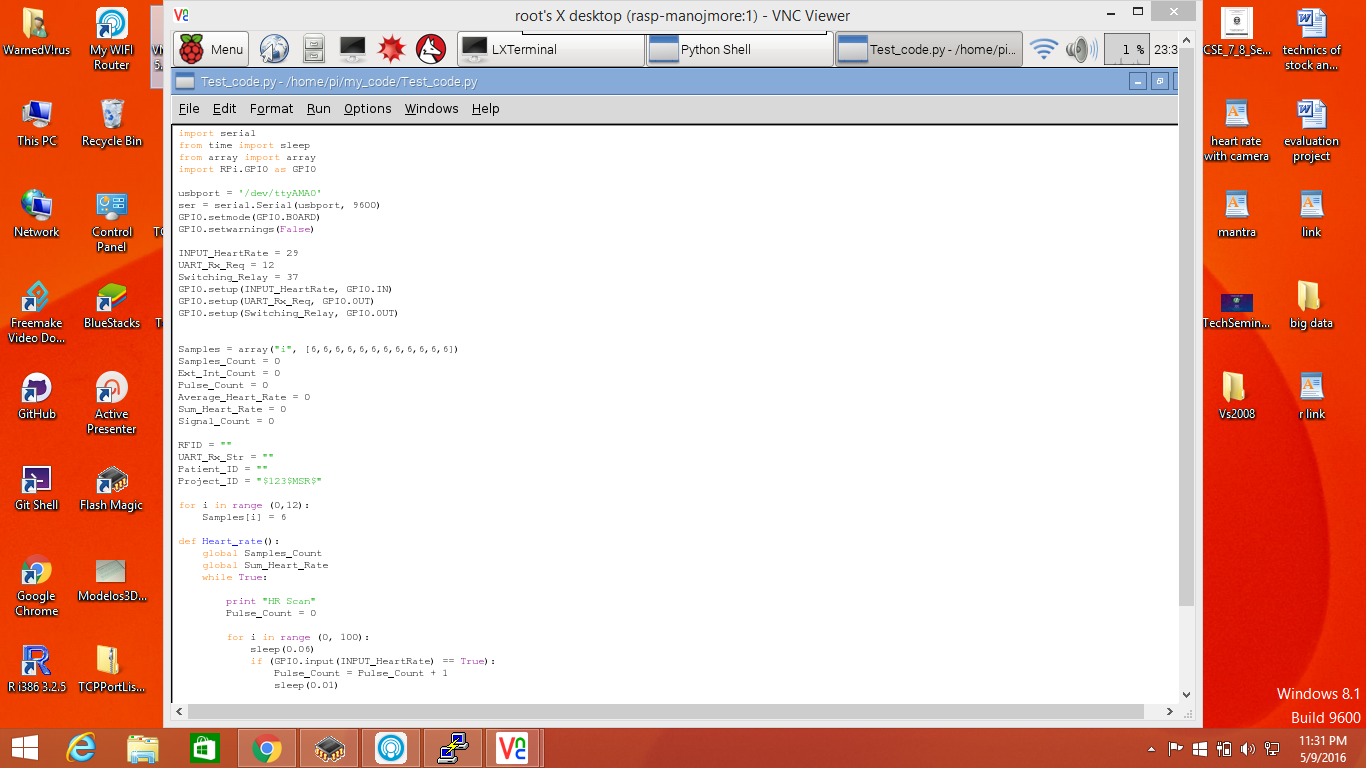 root's X desktop (rasp-manojmore:1) - VNC Viewer
Menu
LXTerminal
Python Shell
Test_code.py - /home/pi...
1 %
Test_code.py - /home/pi/my_code/Test_code.py
File Edit Format Run Options Windows Help
import serial
from time import sleep
from array import array
import RPi.GPIO as GPIO
usbport = '/dev/ttyAMA0'
ser = serial.Serial(usbport, 9600)
GPIO.setmode(GPIO.BOARD)
GPIO.setwarnings(False)
INPUT_HeartRate = 29
UART_Rx_Req = 12
Switching_Relay = 37
GPIO.setup(INPUT_HeartRate, GPIO.IN)
GPIO.setup(UART_Rx_Req, GPIO.OUT)
GPIO.setup(Switching_Relay, GPIO.OUT)
Samples = array("i", [6,6,6,6,6,6,6,6,6,6,6,6])
Samples_Count = 0
Ext_Int_Count = 0
Pulse_Count = 0
Average_Heart_Rate = 0
Sum_Heart_Rate = 0
Signal_Count = 0
RFID = ""
UART_Rx_Str = ""
Patient_ID = ""
Project_ID = "$123$MSR$"
for i in range (0,12):
Samples[i] = 6
def Heart_rate():
global Samples_Count
global Sum_Heart_Rate
while True:
print "HR Scan"
Pulse_Count = 0
for i in range (0, 100):
sleep(0.06)
if (GPIO.input(INPUT_HeartRate) == True):
Pulse_Count = Pulse_Count + 1
sleep(0.01)
WarnedV!rus
My WIFI
Router
This PC
Recycle Bin
Network
Control
Panel
Freemake
Video Do...
BlueStacks
GitHub
Active
Presenter
Git Shell
Flash Magic
Google
Chrome
Modelos3D...
R i386 3.2.5
TCPPortLis...
CSE_7_8_Se...
technics of
stock an...
heart rate
with camera
evaluation
project
mantra
link
TechSemin...
big data
Vs2008
r link
Windows 8.1
Build 9600
11:31 PM
5/9/2016